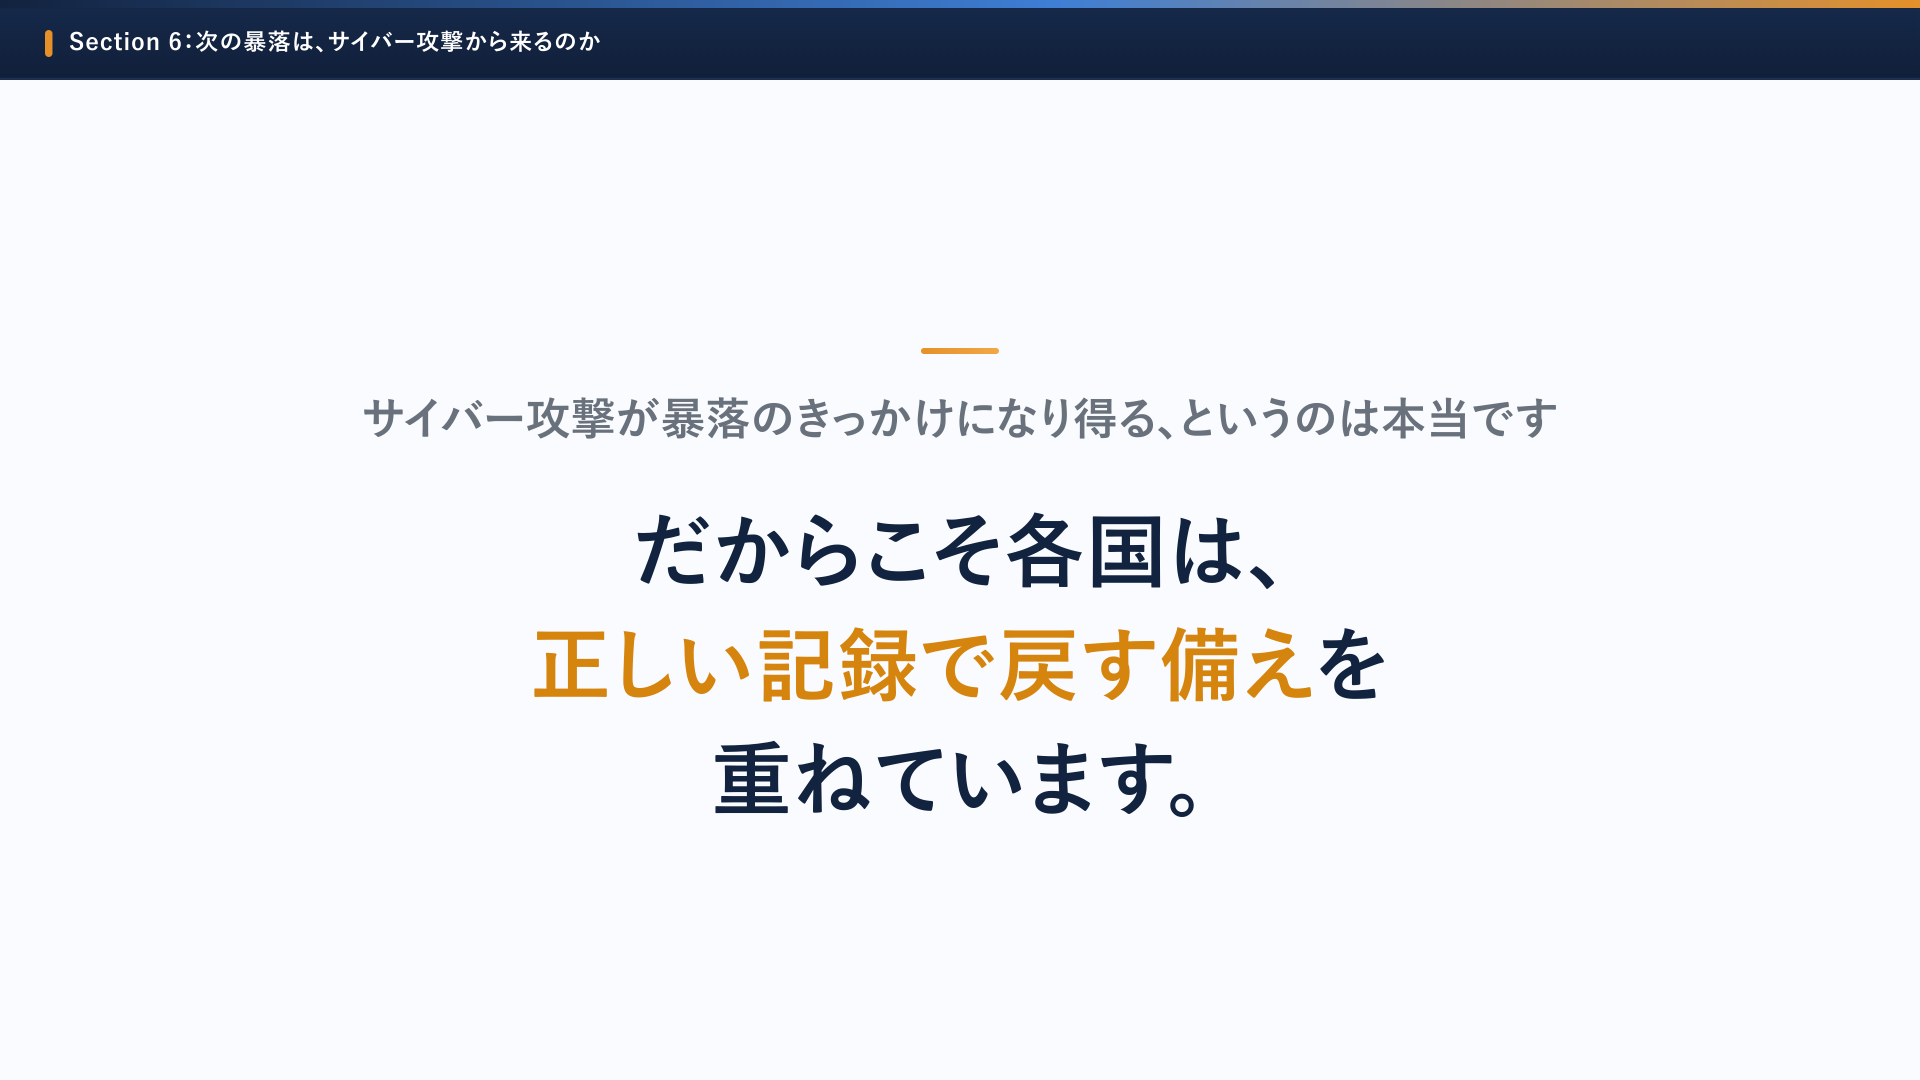 Section 6：次の暴落は、サイバー攻撃から来るのか
サイバー攻撃が暴落のきっかけになり得る、というのは本当です
だからこそ各国は、
正しい記録で戻す備えを
重ねています。